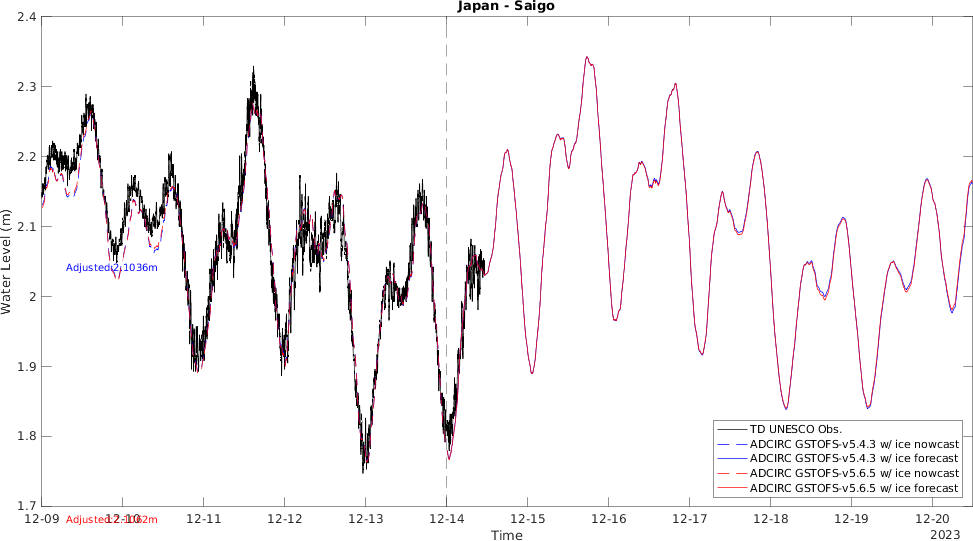 Japan - Saigo
2.4
2.3
2.2
2.1
2
1.9
1.8
1.7
Water Level (m)
Adjusted 2.1036m
TD UNESCO Obs.
ADCIRC GSTOFS-v5.4.3 w/ ice nowcast
ADCIRC GSTOFS-v5.4.3 w/ ice forecast
ADCIRC GSTOFS-v5.6.5 w/ ice nowcast
ADCIRC GSTOFS-v5.6.5 w/ ice forecast
12-09 12-10 12-11 12-12 12-13 12-14 12-15 12-16 12-17 12-18 12-19 12-20
Adjusted 2.1062m
Time
2023